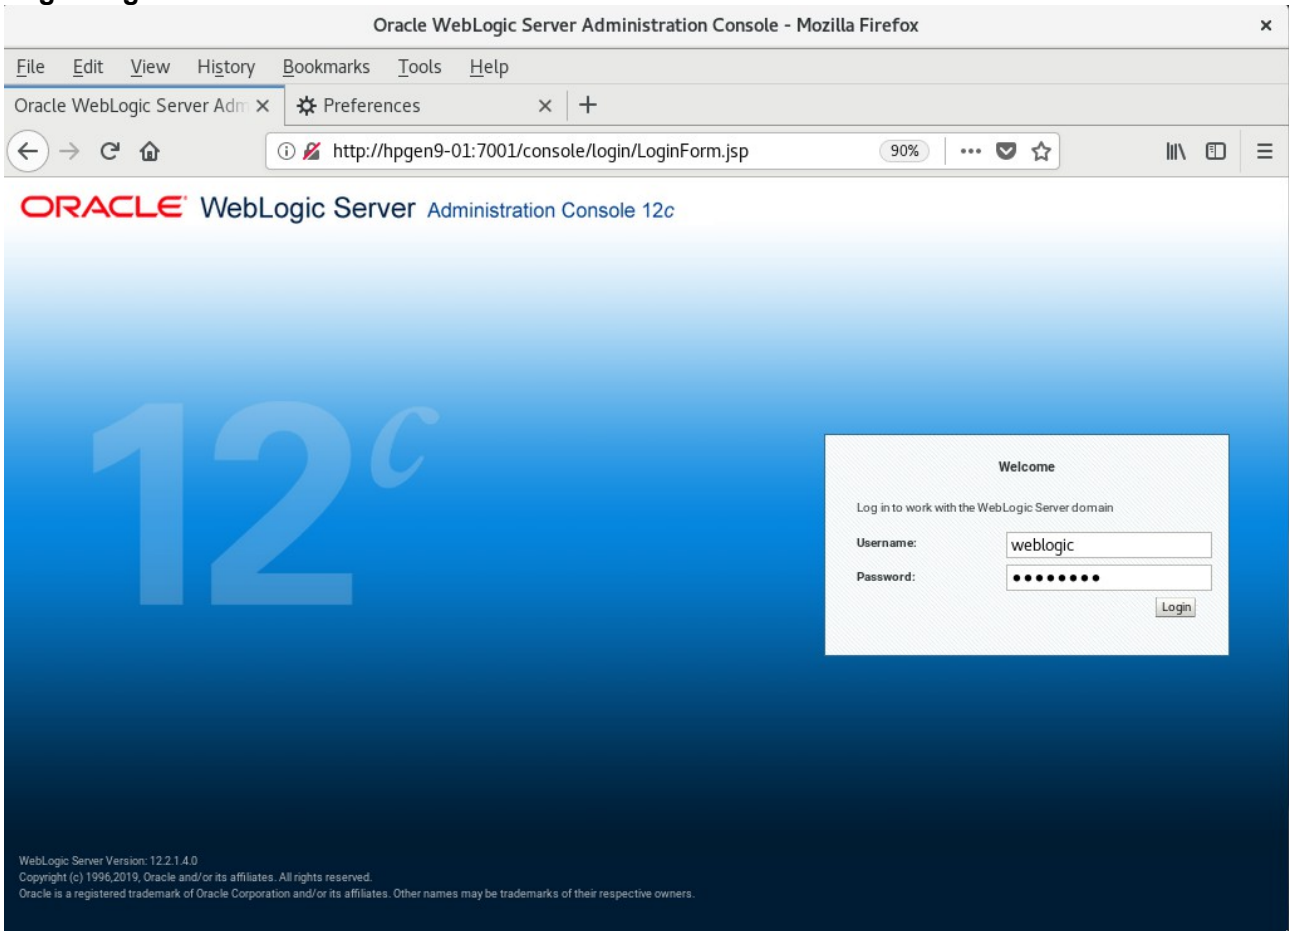 Oracle WebLogic Server Administration Console - Mozilla Firefox ×
File Edit View History Bookmarks Tools Help
Oracle WebLogic Server Adm × Preferences × +
http://hpgen9-01:7001/console/login/LoginForm.jsp 90%
ORACLE WebLogic Server Administration Console 12c
12c
Welcome
Log in to work with the WebLogic Server domain
Username: weblogic
Password: ●●●●●●●●
Login
WebLogic Server Version: 12.2.1.4.0
Copyright (c) 1996,2019, Oracle and/or its affiliates. All rights reserved.
Oracle is a registered trademark of Oracle Corporation and/or its affiliates. Other names may be trademarks of their respective owners.